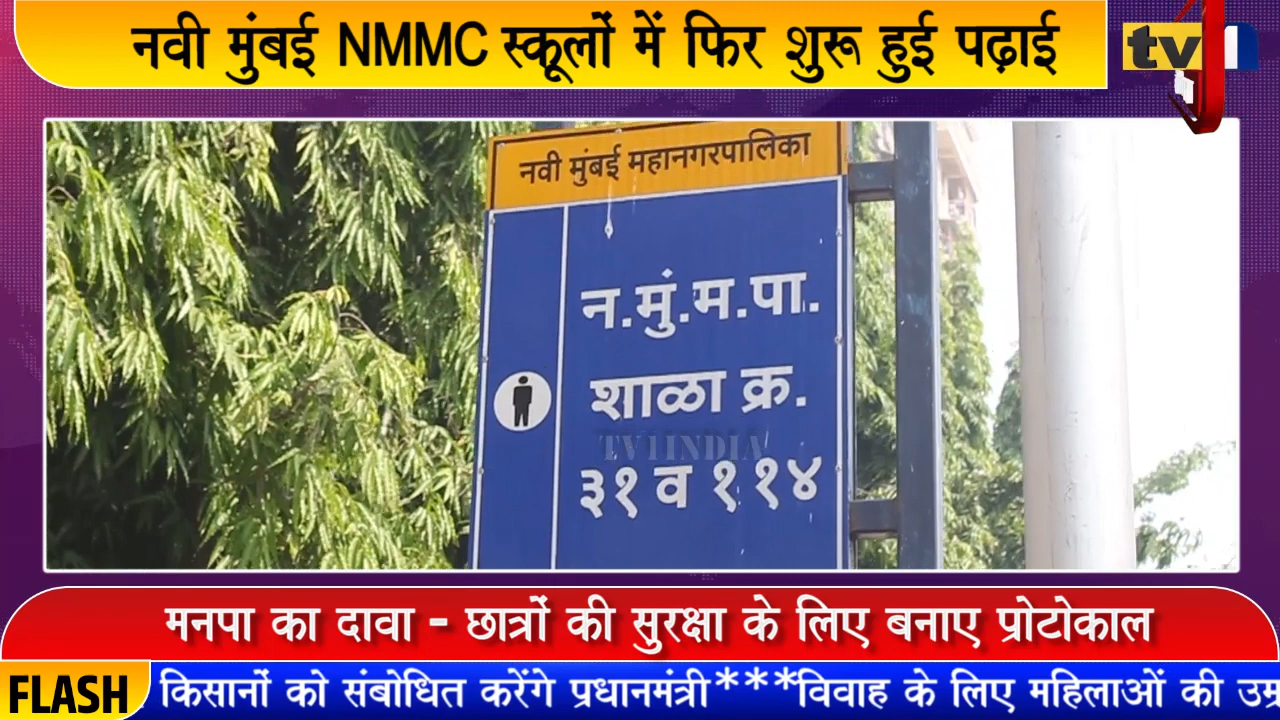 नवी मुंबई NMMC स्कूलों में फिर शुरू हुई पढ़ाई
tv1
नवी मुंबई महानगरपालिका
न.मुं.म.पा.
शाळा क्र.
TV1INDIA
३१ व ११४
मनपा का दावा - छात्रों की सुरक्षा के लिए बनाए प्रोटोकाल
FLASH किसानों को संबोधित करेंगे प्रधानमंत्री***विवाह के लिए महिलाओं की उम्र